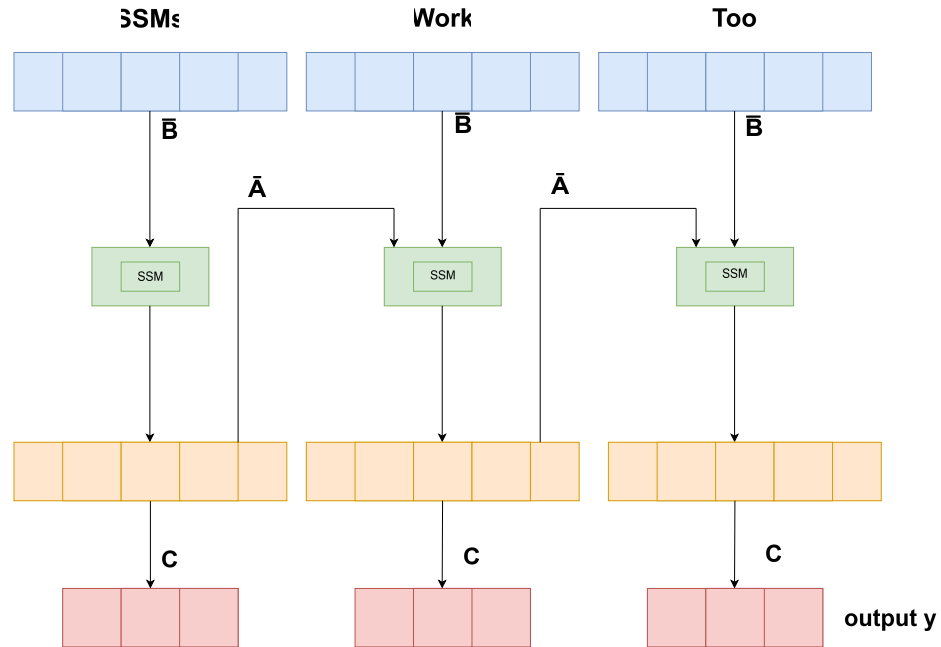 SSMs Work Too
B̅ B̅ B̅
Ā Ā
SSM SSM SSM
C C C
output y